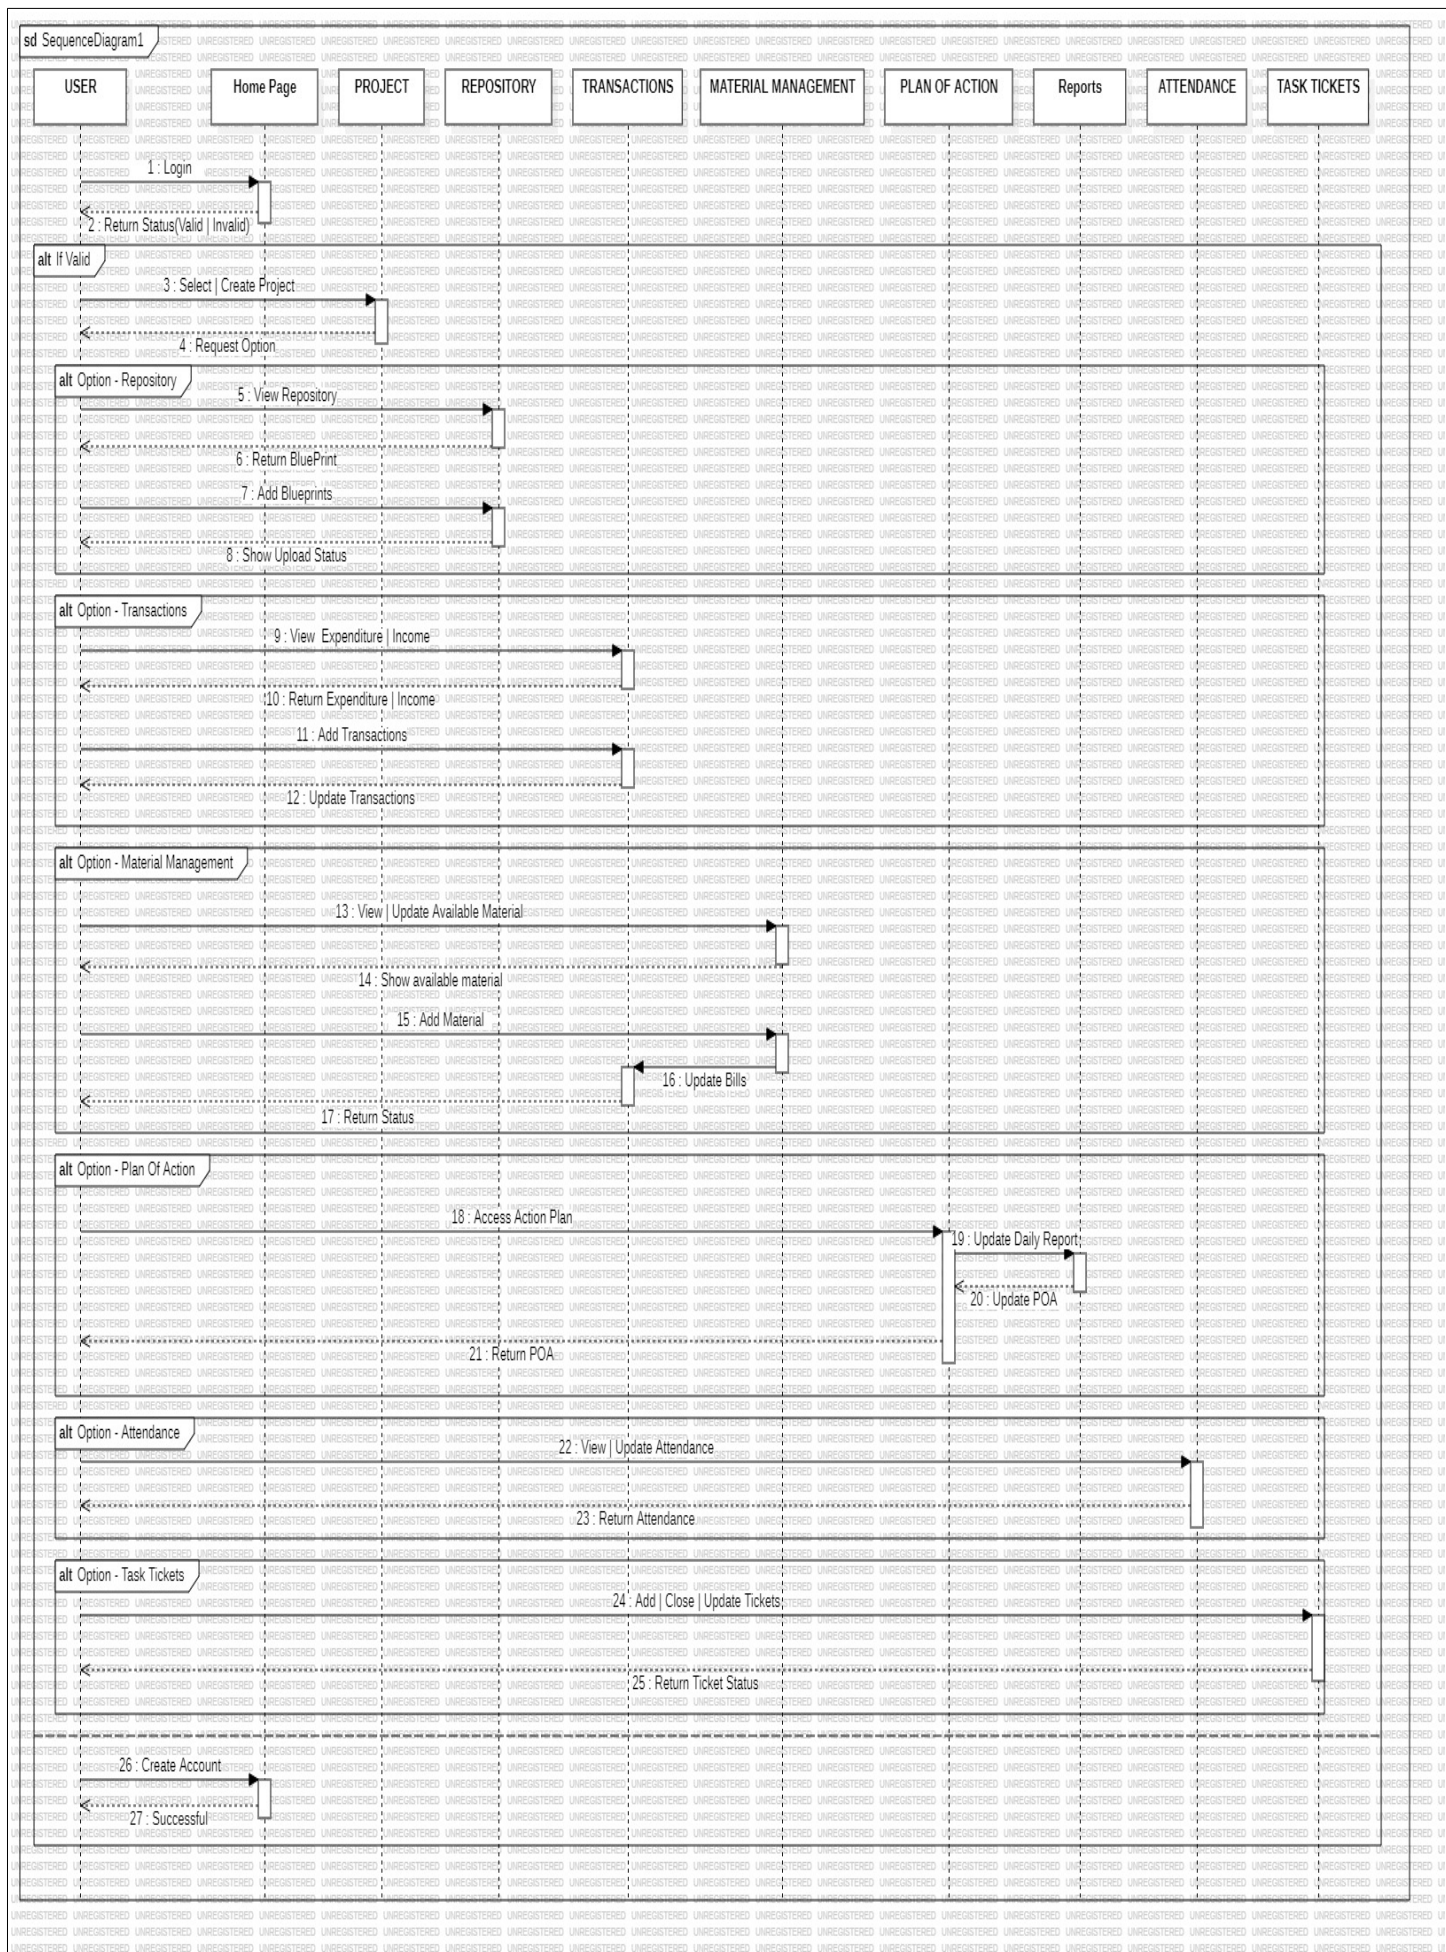 sd SequenceDiagram1
USER
Home Page
PROJECT
REPOSITORY
TRANSACTIONS
MATERIAL MANAGEMENT
PLAN OF ACTION
Reports
ATTENDANCE
TASK TICKETS
1 : Login
2 : Return Status(Valid | Invalid)
alt If Valid
3 : Select | Create Project
4 : Request Option
alt Option - Repository
5 : View Repository
6 : Return BluePrint
7 : Add Blueprints
8 : Show Upload Status
alt Option - Transactions
9 : View  Expenditure | Income
10 : Return Expenditure | Income
11 : Add Transactions
12 : Update Transactions
alt Option - Material Management
13 : View | Update Available Material
14 : Show available material
15 : Add Material
16 : Update Bills
17 : Return Status
alt Option - Plan Of Action
18 : Access Action Plan
19 : Update Daily Report
20 : Update POA
21 : Return POA
alt Option - Attendance
22 : View | Update Attendance
23 : Return Attendance
alt Option - Task Tickets
24 : Add | Close | Update Tickets
25 : Return Ticket Status
26 : Create Account
27 : Successful
UNREGISTERED